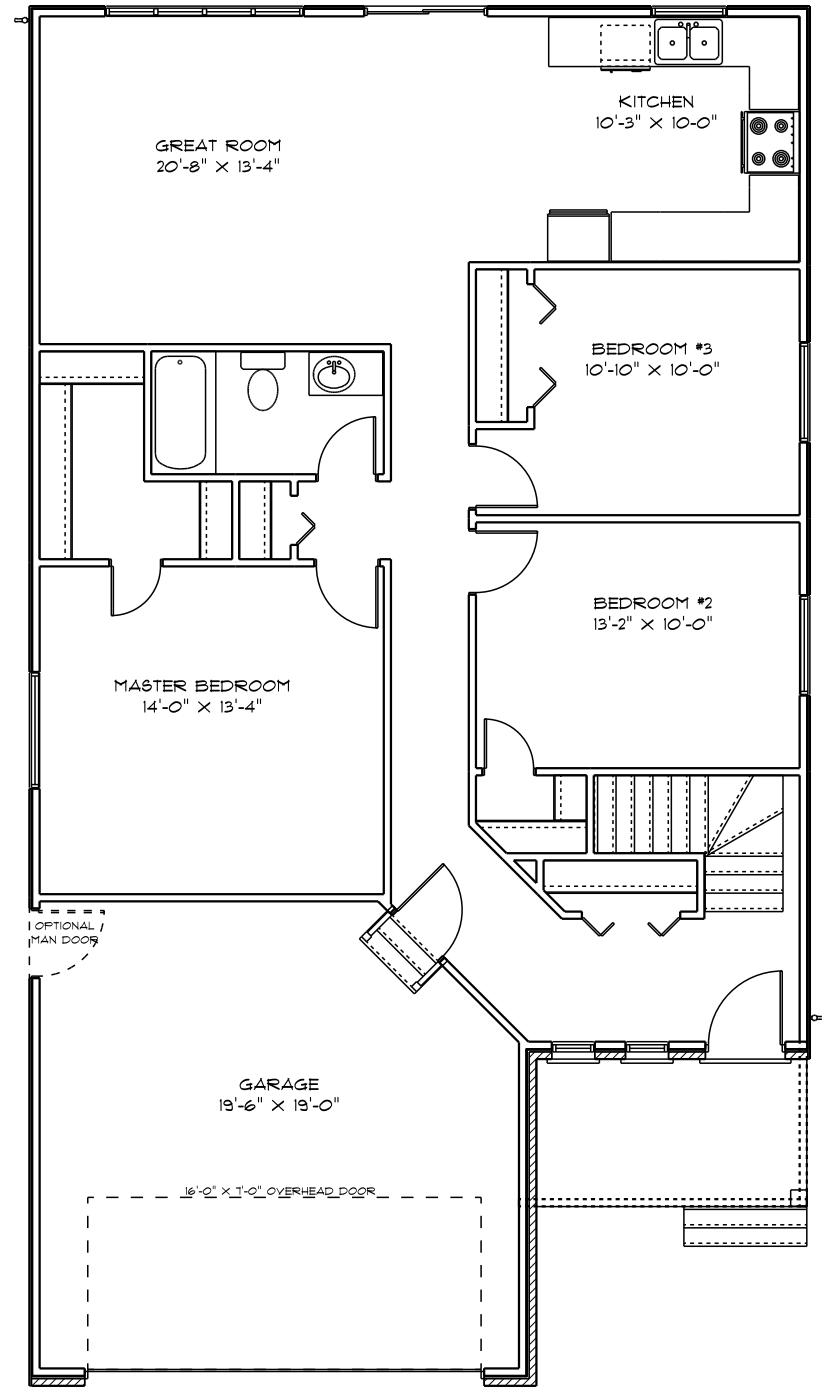 KITCHEN
10'-3" X 10-0"
GREAT ROOM
20'-8" X 13'-4"
BEDROOM #3
10'-10" X 10'-0"
BEDROOM #2
13'-2" X 10'-0"
MASTER BEDROOM
14'-0" X 13'-4"
OPTIONAL
MAN DOOR
GARAGE
19'-6" X 19'-0"
16'-0" X 7'-0" OVERHEAD DOOR